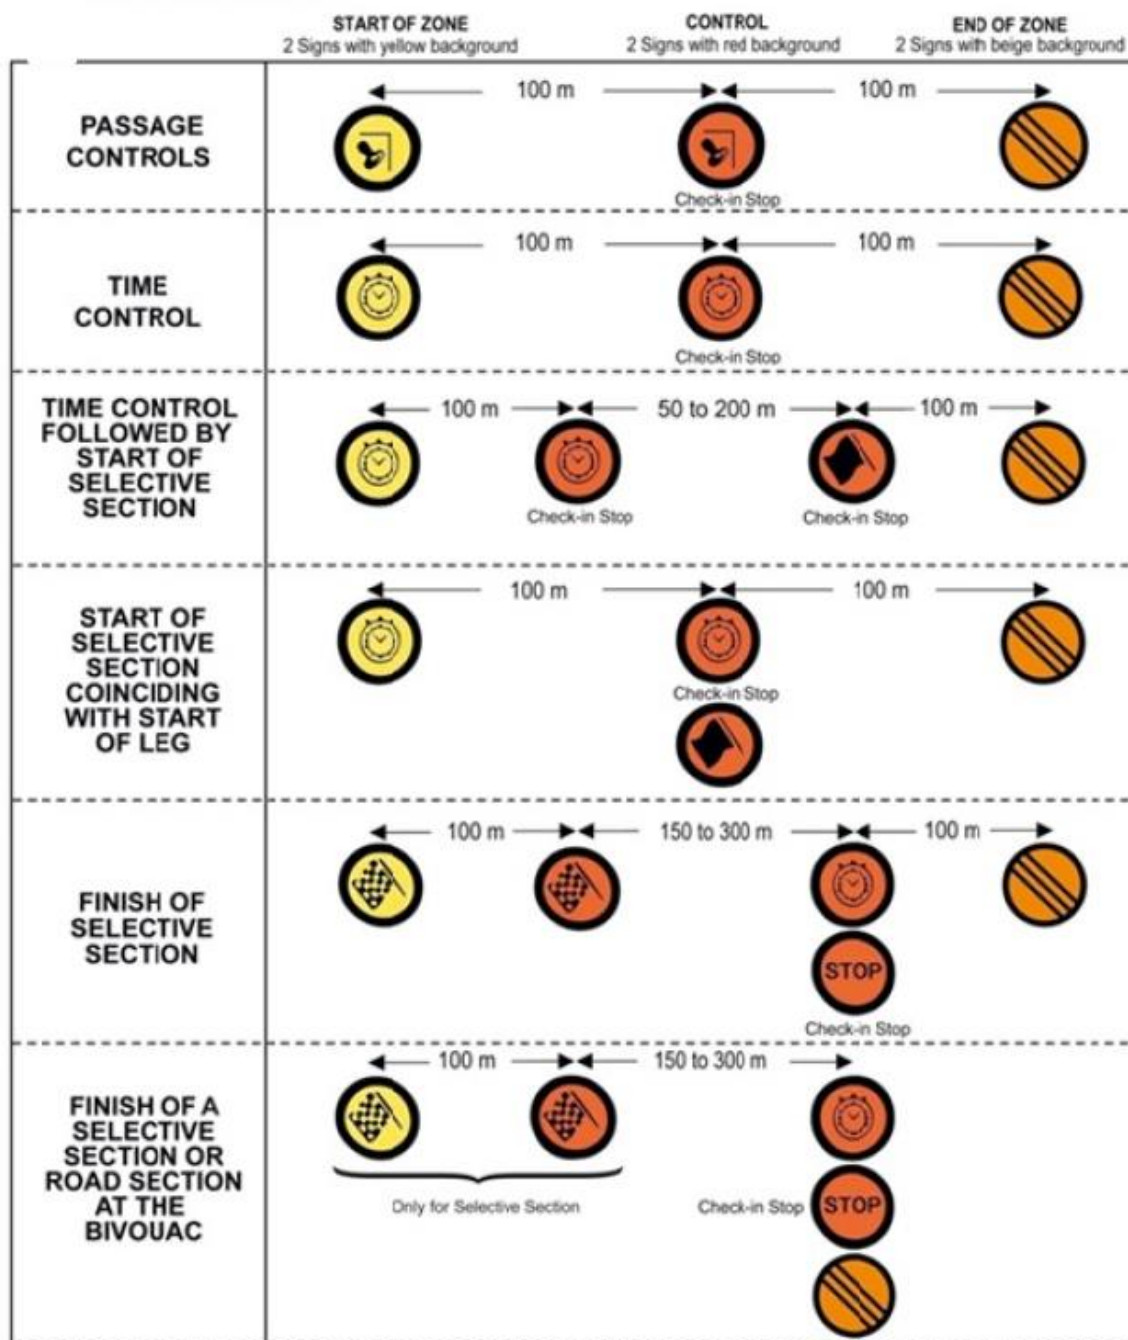 START OF ZONE
2 Signs with yellow background
CONTROL
2 Signs with red background
END OF ZONE
2 Signs with beige background
PASSAGE
CONTROLS
100 m
100 m
Check-in Stop
TIME
CONTROL
100 m
100 m
Check-in Stop
TIME CONTROL
FOLLOWED BY
START OF
SELECTIVE
SECTION
100 m
50 to 200 m
100 m
Check-in Stop
Check-in Stop
START OF
SELECTIVE
SECTION
COINCIDING
WITH START
OF LEG
100 m
100 m
Check-in Stop
FINISH OF
SELECTIVE
SECTION
100 m
150 to 300 m
100 m
STOP
Check-in Stop
FINISH OF A
SELECTIVE
SECTION OR
ROAD SECTION
AT THE
BIVOUAC
100 m
150 to 300 m
Only for Selective Section
Check-in Stop
STOP